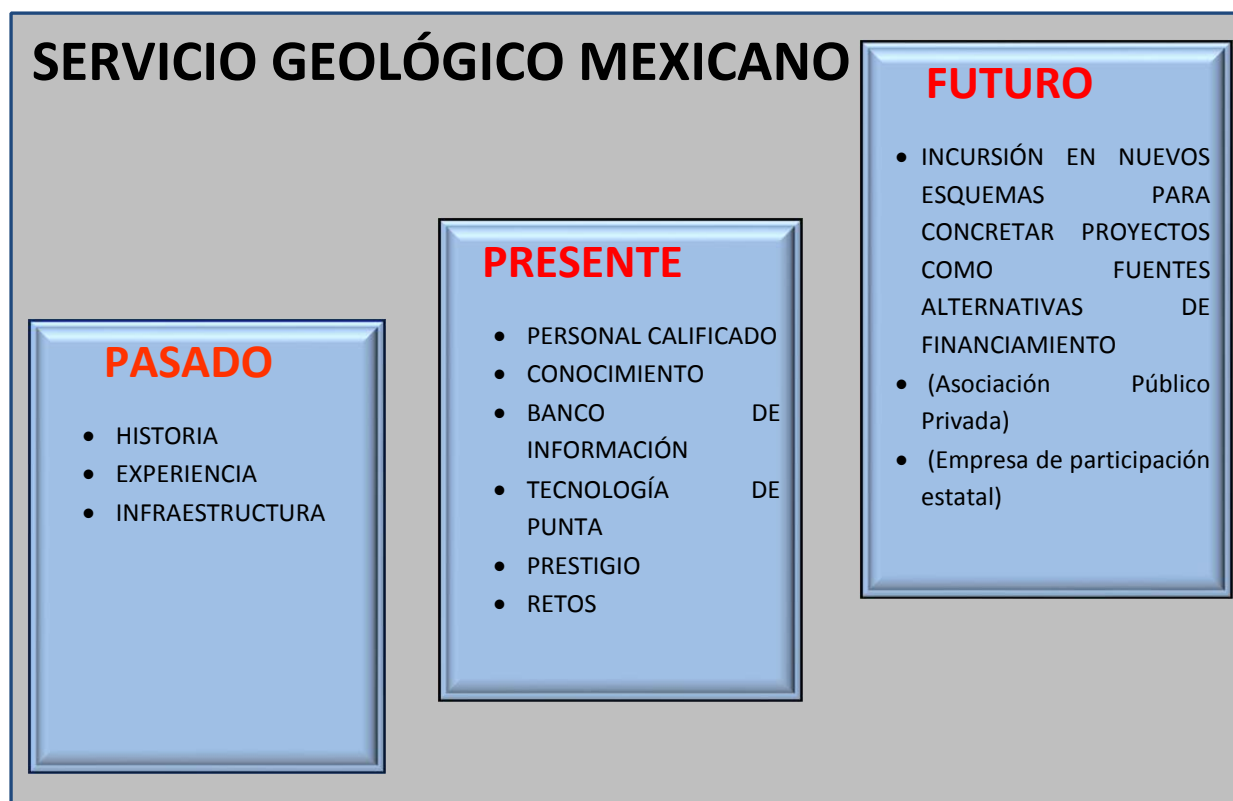 SERVICIO GEOLÓGICO MEXICANO
PASADO
• HISTORIA
• EXPERIENCIA
• INFRAESTRUCTURA
PRESENTE
• PERSONAL CALIFICADO
• CONOCIMIENTO
• BANCO DE
INFORMACIÓN
• TECNOLOGÍA DE
PUNTA
• PRESTIGIO
• RETOS
FUTURO
• INCURSIÓN EN NUEVOS
ESQUEMAS PARA
CONCRETAR PROYECTOS
COMO FUENTES
ALTERNATIVAS DE
FINANCIAMIENTO
• (Asociación Público
Privada)
• (Empresa de participación
estatal)